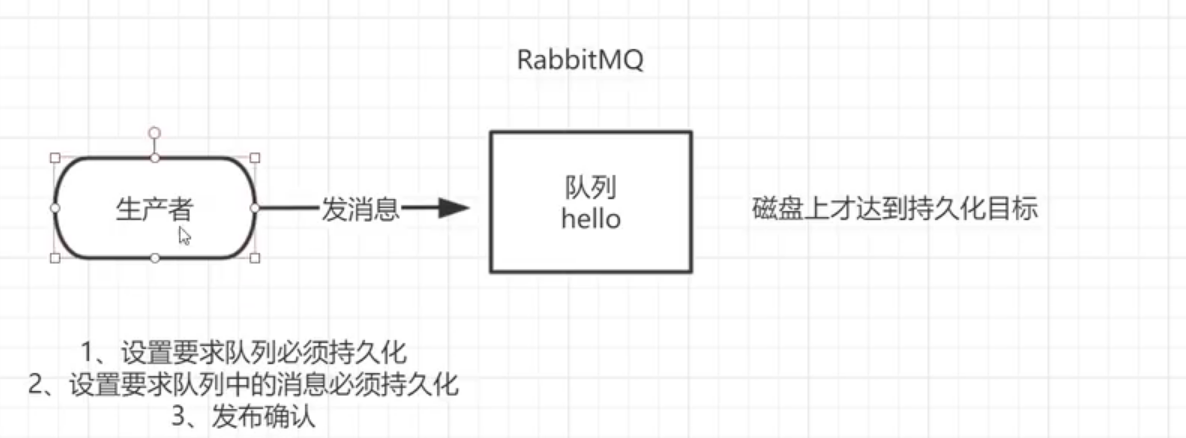 RabbitMQ
生产者
发消息
队列
hello
磁盘上才达到持久化目标
1、设置要求队列必须持久化
2、设置要求队列中的消息必须持久化
3、发布确认